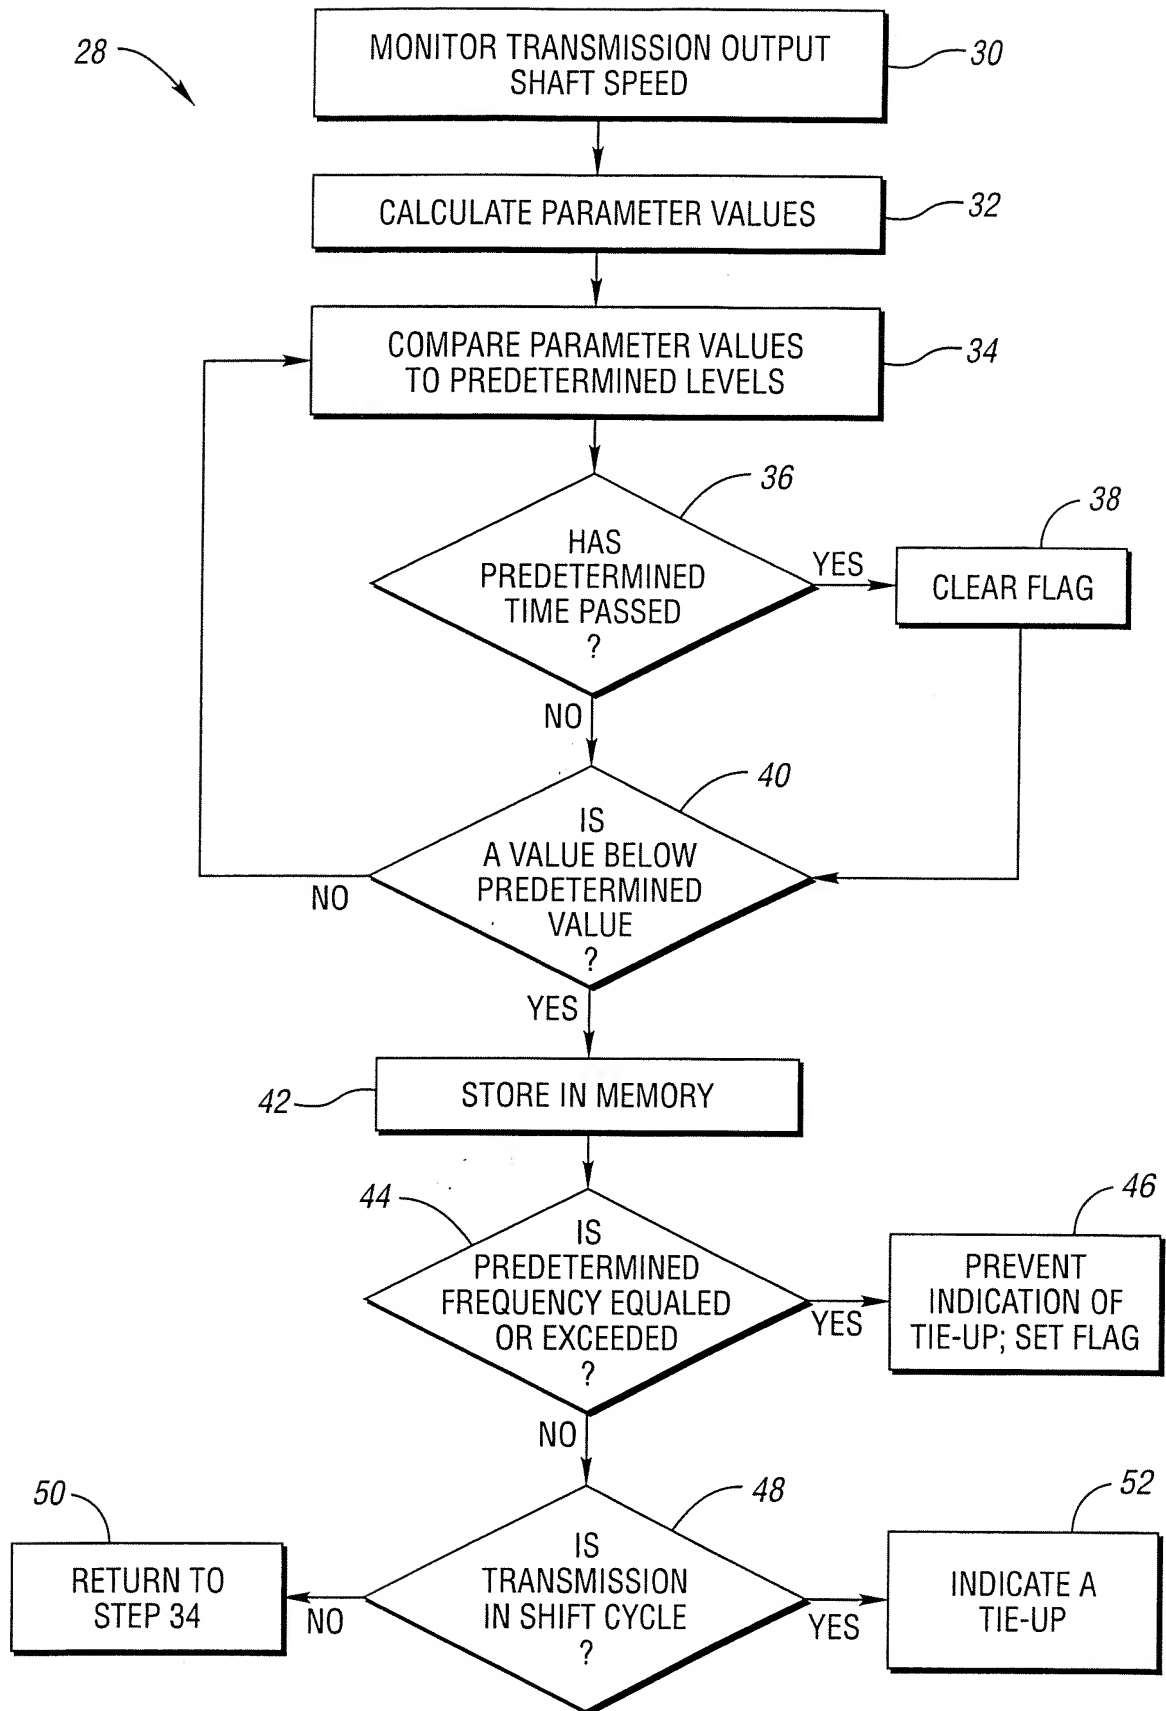 28
MONITOR TRANSMISSION OUTPUT
SHAFT SPEED
30
CALCULATE PARAMETER VALUES
32
COMPARE PARAMETER VALUES
TO PREDETERMINED LEVELS
34
36
HAS
PREDETERMINED
TIME PASSED
?
YES
38
CLEAR FLAG
NO
40
IS
A VALUE BELOW
PREDETERMINED
VALUE
?
NO
YES
42
STORE IN MEMORY
44
IS
PREDETERMINED
FREQUENCY EQUALED
OR EXCEEDED
?
YES
46
PREVENT
INDICATION OF
TIE-UP; SET FLAG
NO
48
IS
TRANSMISSION
IN SHIFT CYCLE
?
50
RETURN TO
STEP 34
NO
YES
52
INDICATE A
TIE-UP